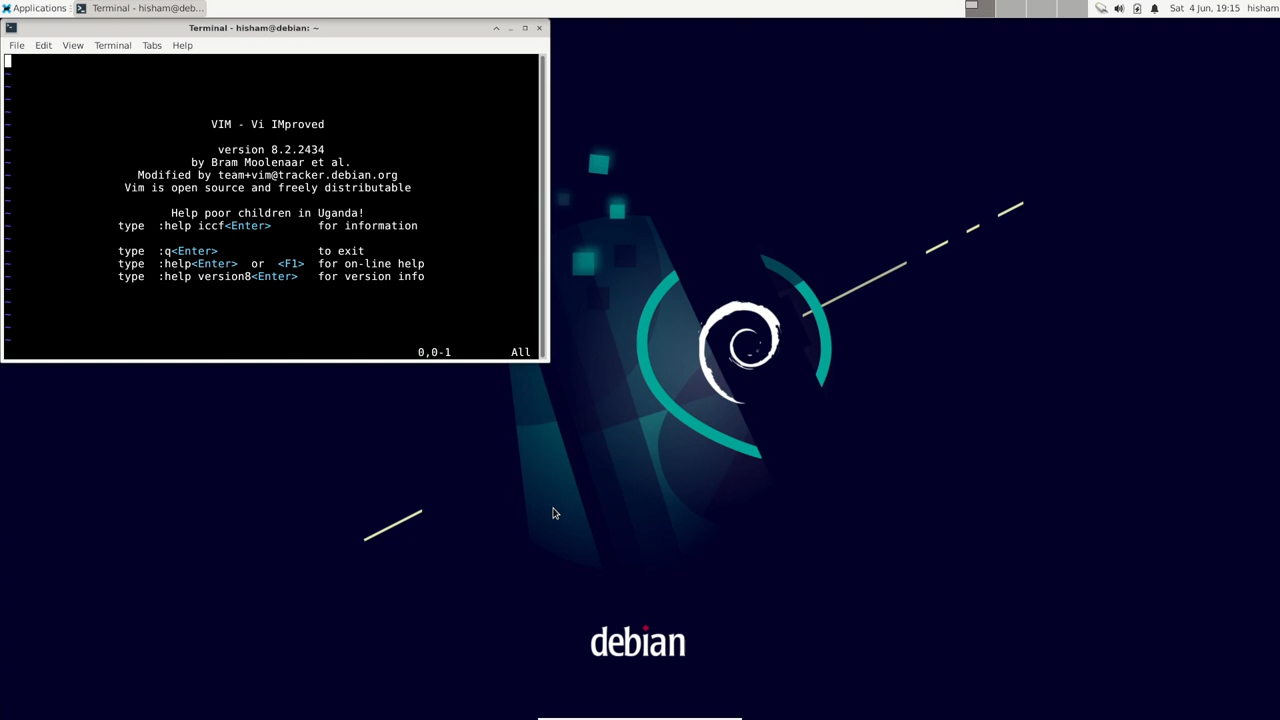 Applications
Terminal - hisham@deb...
Sat 4 Jun, 19:15
hisham
Terminal - hisham@debian: ~
File Edit View Terminal Tabs Help
~
~
~
~
~
VIM - Vi IMproved
~
version 8.2.2434
by Bram Moolenaar et al.
Modified by team+vim@tracker.debian.org
Vim is open source and freely distributable
~
Help poor children in Uganda!
type :help iccf<Enter> for information
~
type :q<Enter> to exit
type :help<Enter> or <F1> for on-line help
type :help version8<Enter> for version info
~
~
~
~
~
0,0-1 All
debian